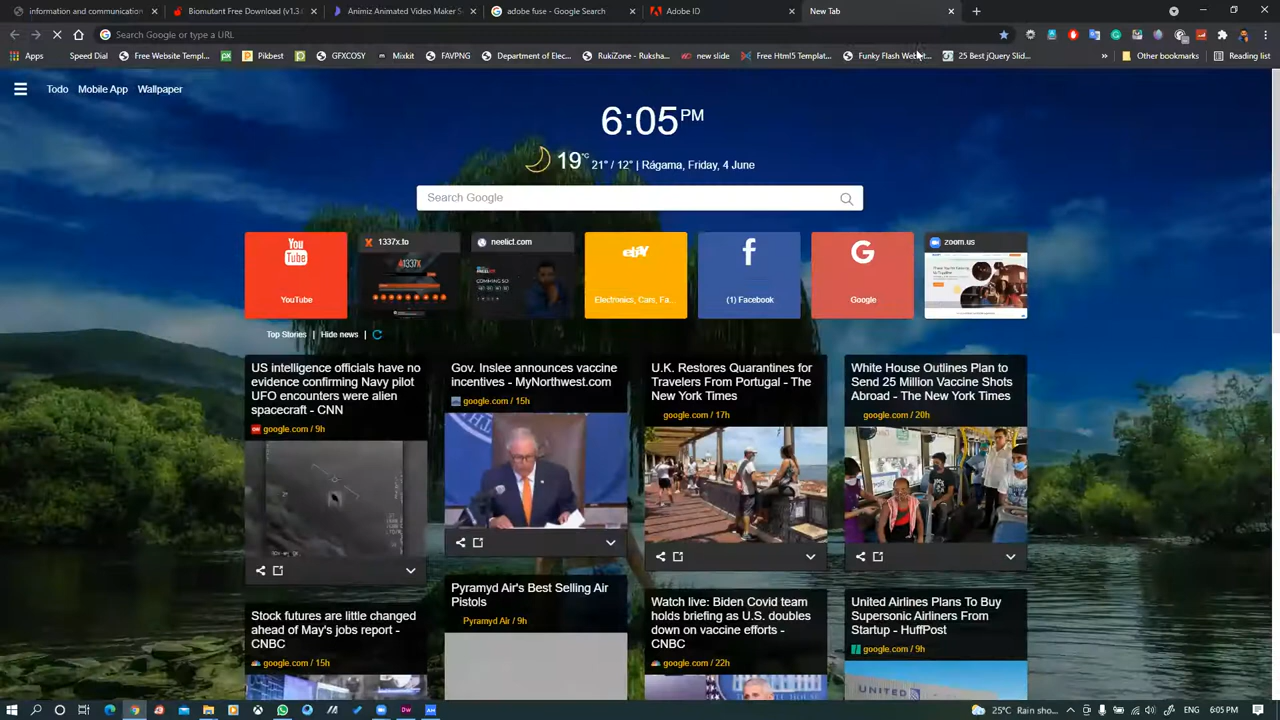 information and communicatio
Biomutant Free Download (v1.3.
Animiz Animated Video Maker S
adobe fuse - Google Search
Adobe ID
New Tab
Search Google or type a URL
Apps
Speed Dial
Free Website Templ...
Pikbest
GFXCOSY
Mixkit
FAVPNG
Department of Elec...
RukiZone - Ruksha...
new slide
Free Html5 Templat...
Funky Flash Websit...
25 Best jQuery Slid...
»
Other bookmarks
Reading list
Todo
Mobile App
Wallpaper
6:05 PM
19°C 21° / 12° | Rágama, Friday, 4 June
Search Google
You Tube
YouTube
1337x.to
neelict.com
COMMING SO
ebay
Electronics, Cars, Fa...
f
(1) Facebook
G
Google
zoom.us
Top Stories | Hide news |
US intelligence officials have no
evidence confirming Navy pilot
UFO encounters were alien
spacecraft - CNN
google.com / 9h
Gov. Inslee announces vaccine
incentives - MyNorthwest.com
google.com / 15h
U.K. Restores Quarantines for
Travelers From Portugal - The
New York Times
google.com / 17h
White House Outlines Plan to
Send 25 Million Vaccine Shots
Abroad - The New York Times
google.com / 20h
Stock futures are little changed
ahead of May's jobs report -
CNBC
google.com / 15h
Pyramyd Air's Best Selling Air
Pistols
Pyramyd Air / 9h
Watch live: Biden Covid team
holds briefing as U.S. doubles
down on vaccine efforts -
CNBC
google.com / 22h
United Airlines Plans To Buy
Supersonic Airliners From
Startup - HuffPost
google.com / 9h
UNITED
25°C Rain sho...
6:05 PM